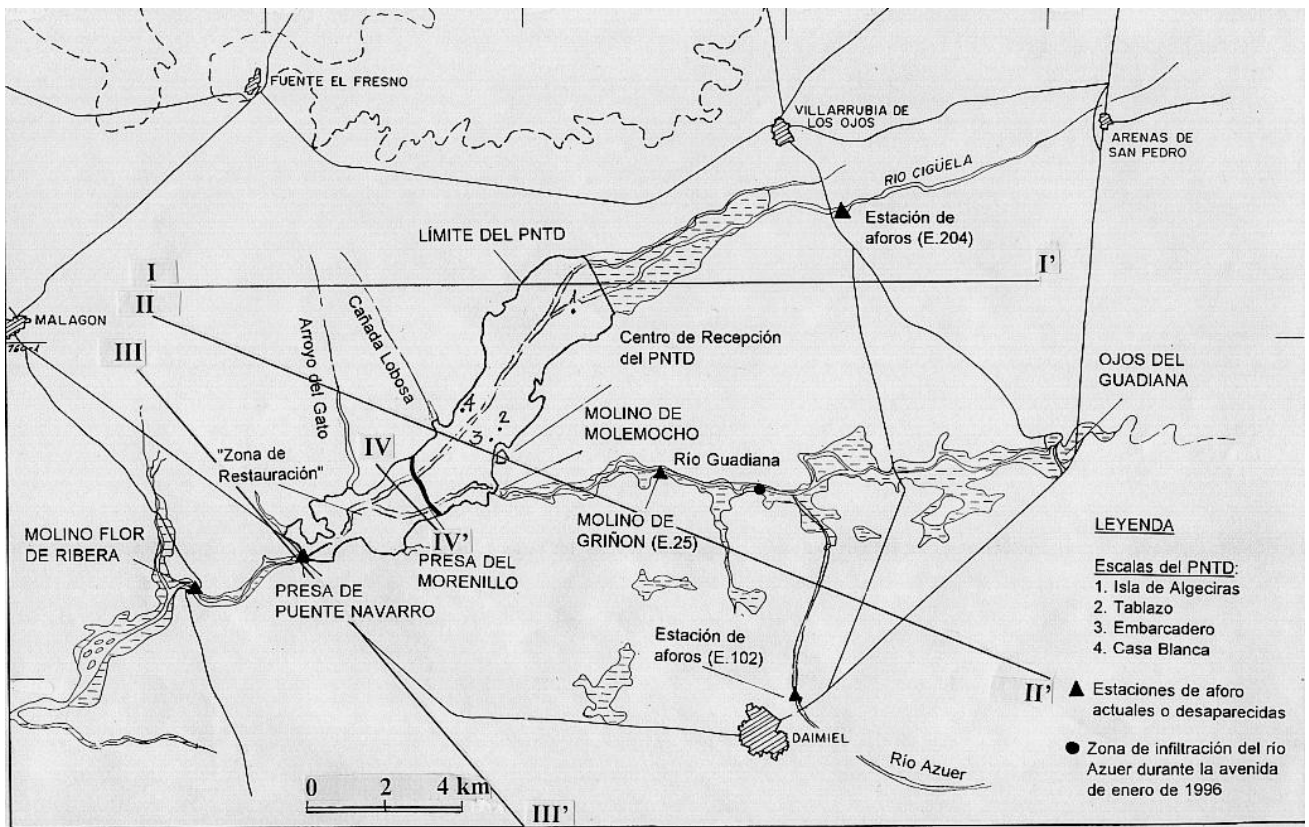 FUENTE EL FRESNO
VILLARRUBIA DE
LOS OJOS
ARENAS DE
SAN PEDRO
RIO CIGÜELA
Estación de
aforos (E.204)
LÍMITE DEL PNTD
I
I'
II
MALAGON
III
Arroyo del Gato
Cañada Lobosa
1
Centro de Recepción
del PNTD
OJOS DEL
GUADIANA
4
2
3
MOLINO DE
MOLEMOCHO
IV
"Zona de
Restauración"
Río Guadiana
MOLINO DE
GRIÑON (E.25)
MOLINO FLOR
DE RIBERA
IV'
PRESA DEL
MORENILLO
PRESA DE
PUENTE NAVARRO
LEYENDA
Escalas del PNTD:
1. Isla de Algeciras
2. Tablazo
3. Embarcadero
4. Casa Blanca
Estación de
aforos (E.102)
II'
Estaciones de aforo
actuales o desaparecidas
DAIMIEL
Río Azuer
Zona de infiltración del río
Azuer durante la avenida
de enero de 1996
0 2 4 km
III'